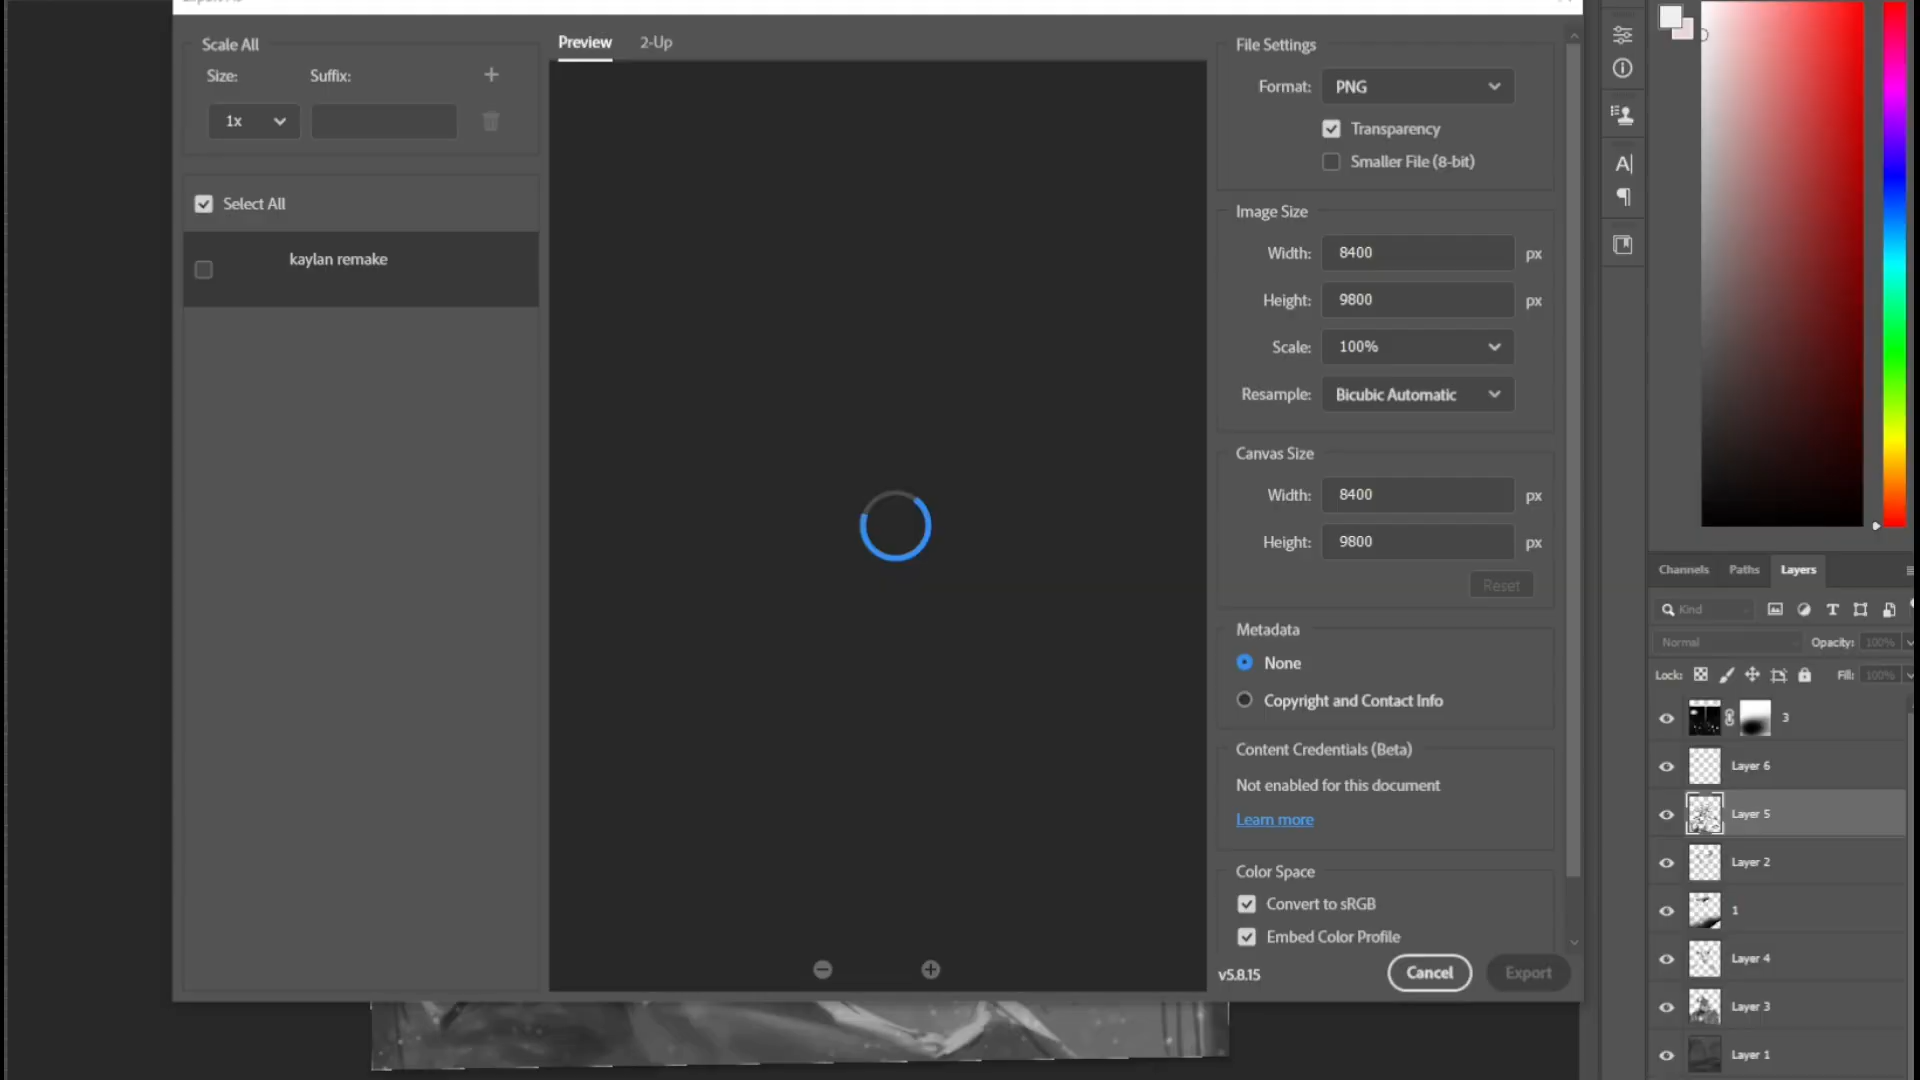 Scale All
Size:
Suffix:
1x
Select All
kaylan remake
Preview
2-Up
File Settings
Format:
PNG
Transparency
Smaller File (8-bit)
Image Size
Width:
8400
px
Height:
9800
px
Scale:
100%
Resample:
Bicubic Automatic
Canvas Size
Width:
8400
px
Height:
9800
px
Reset
Metadata
None
Copyright and Contact Info
Content Credentials (Beta)
Not enabled for this document
Learn more
Color Space
Convert to sRGB
Embed Color Profile
v5.8.15
Cancel
Export
Channels
Paths
Layers
Kind
Normal
Opacity:
100%
Lock:
Fill:
100%
3
Layer 6
Layer 5
Layer 2
1
Layer 4
Layer 3
Layer 1